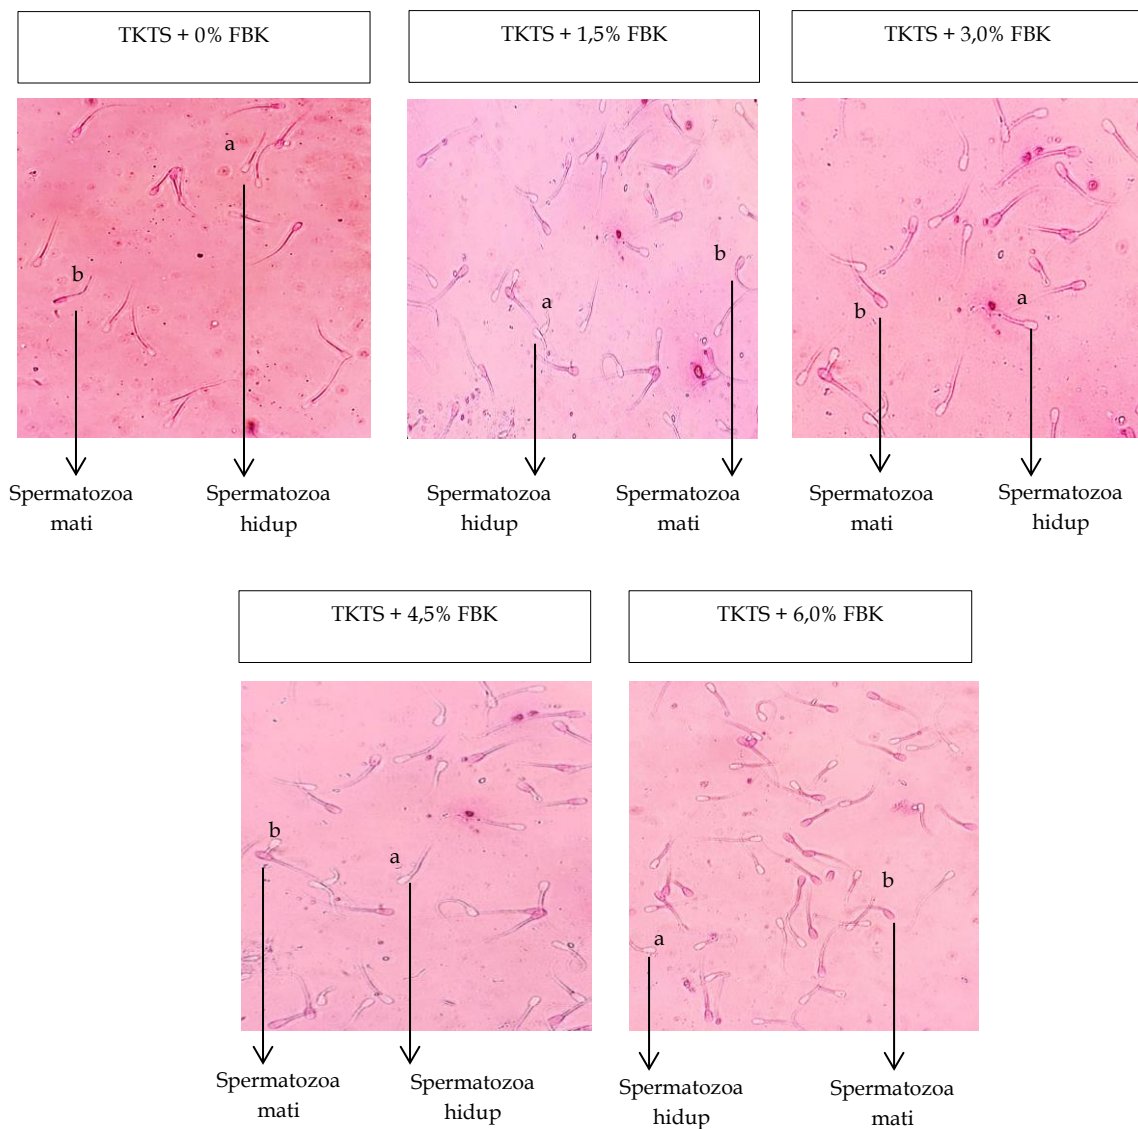 TKTS + 0% FBK
TKTS + 1,5% FBK
TKTS + 3,0% FBK
a
b
b
a
b
a
Spermatozoa
mati
Spermatozoa
hidup
Spermatozoa
hidup
Spermatozoa
mati
Spermatozoa
mati
Spermatozoa
hidup
TKTS + 4,5% FBK
TKTS + 6,0% FBK
b
a
b
a
Spermatozoa
mati
Spermatozoa
hidup
Spermatozoa
hidup
Spermatozoa
mati